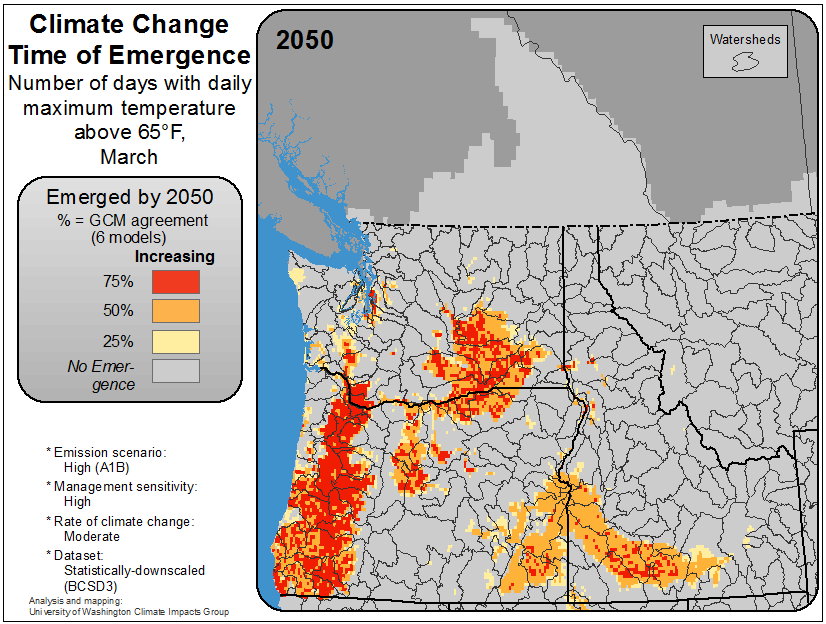 Climate Change
Time of Emergence
Number of days with daily
maximum temperature
above 65°F,
March
Emerged by 2050
% = GCM agreement
(6 models)
Increasing
75%
50%
25%
No Emer-
gence
* Emission scenario:
High (A1B)
* Management sensitivity:
High
* Rate of climate change:
Moderate
* Dataset:
Statistically-downscaled
(BCSD3)
Analysis and mapping:
University of Washington Climate Impacts Group
2050
Watersheds